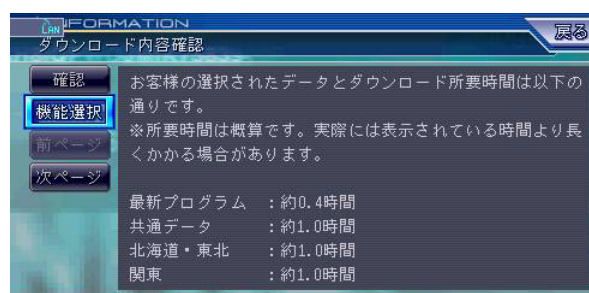 LAN
INFORMATION
ダウンロード内容確認
戻る
確認
機能選択
前ページ
次ページ
お客様の選択されたデータとダウンロード所要時間は以下の
通りです。
※所要時間は概算です。実際には表示されている時間より長
くかかる場合があります。
最新プログラム :約0.4時間
共通データ :約1.0時間
北海道・東北 :約1.0時間
関東 :約1.0時間